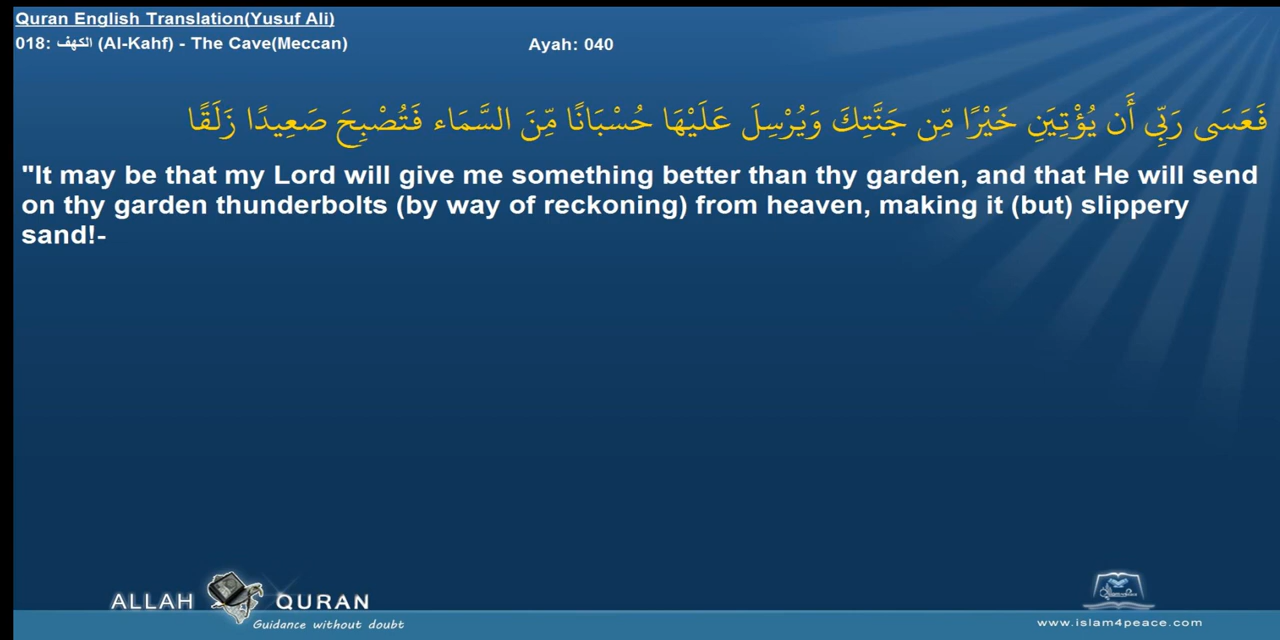 Quran English Translation(Yusuf Ali)
018: الكهف (Al-Kahf) - The Cave(Meccan)
Ayah: 040
فَعَسَى رَبِّي أَن يُؤْتِيَنِ خَيْرًا مِّن جَنَّتِكَ وَيُرْسِلَ عَلَيْهَا حُسْبَانًا مِّنَ السَّمَاء فَتُصْبِحَ صَعِيدًا زَلَقًا
"It may be that my Lord will give me something better than thy garden, and that He will send
on thy garden thunderbolts (by way of reckoning) from heaven, making it (but) slippery
sand!-
ALLAH QURAN
Guidance without doubt
www.islam4peace.com